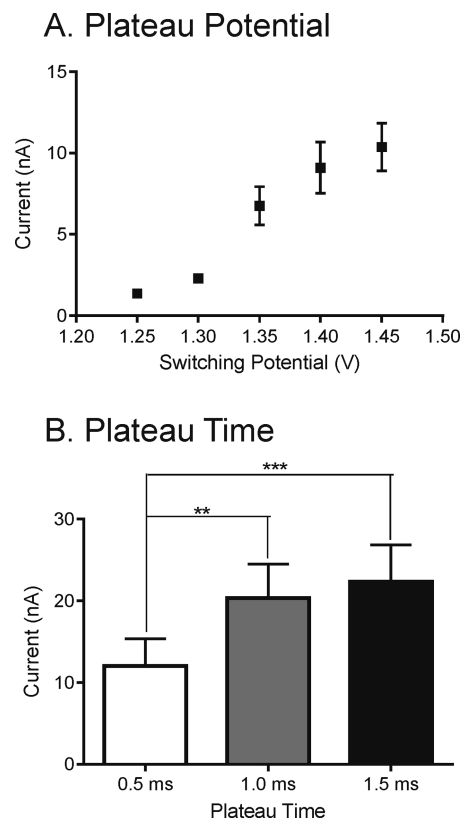 A. Plateau Potential
15
10
5
0
Current (nA)
1.20 1.25 1.30 1.35 1.40 1.45 1.50
Switching Potential (V)
B. Plateau Time
***
**
30
20
10
0
Current (nA)
0.5 ms 1.0 ms 1.5 ms
Plateau Time